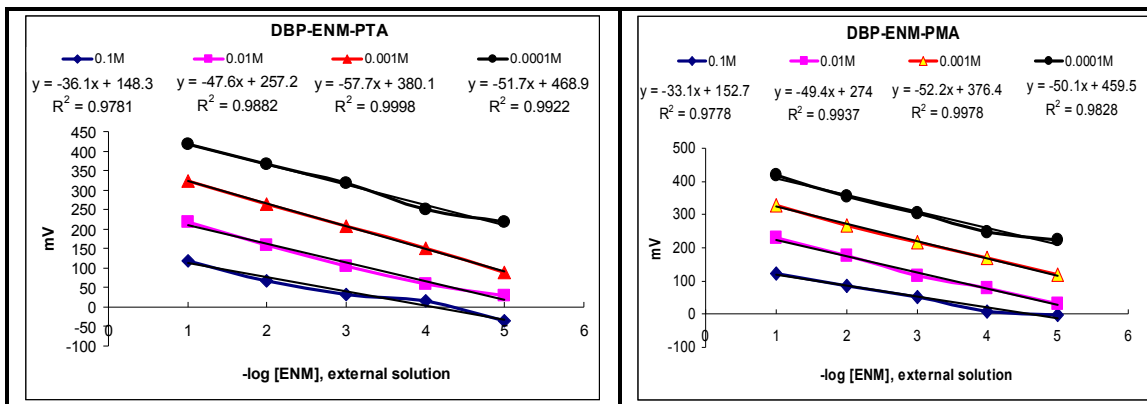 DBP-ENM-PTA
0.1M 0.01M 0.001M 0.0001M
y = -36.1x + 148.3 y = -47.6x + 257.2 y = -57.7x + 380.1 y = -51.7x + 468.9
R² = 0.9781 R² = 0.9882 R² = 0.9998 R² = 0.9922
450
400
350
300
250
200
150
100
50
0
-50
-100
0 1 2 3 4 5 6
mV
-log [ENM], external solution
DBP-ENM-PMA
0.1M 0.01M 0.001M 0.0001M
y = -33.1x + 152.7 y = -49.4x + 274 y = -52.2x + 376.4 y = -50.1x + 459.5
R² = 0.9778 R² = 0.9937 R² = 0.9978 R² = 0.9828
500
400
300
200
100
0
-100
0 1 2 3 4 5 6
mV
-log [ENM], external solution